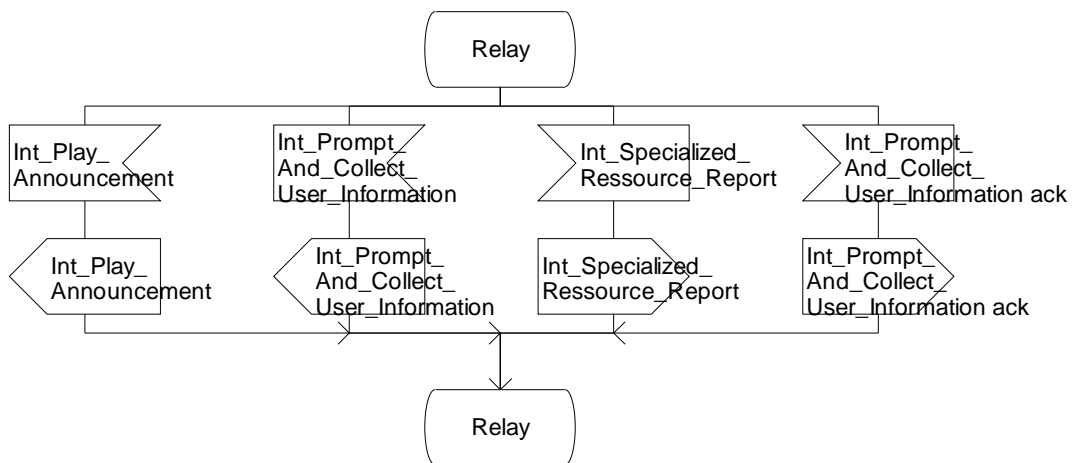 Relay
Int_Play_
Announcement
Int_Prompt_
And_Collect_
User_Information
Int_Specialized_
Ressource_Report
Int_Prompt_
And_Collect_
User_Information ack
Int_Play_
Announcement
Int_Prompt_
And_Collect_
User_Information
Int_Specialized_
Ressource_Report
Int_Prompt_
And_Collect_
User_Information ack
Relay